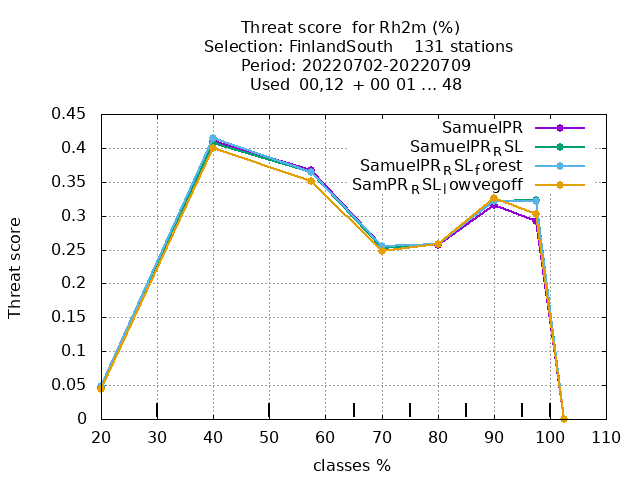 Threat score for Rh2m (%)
Selection: FinlandSouth 131 stations
Period: 20220702-20220709
Used 00,12 + 00 01 ... 48
0.45
0.4
0.35
0.3
0.25
0.2
0.15
0.1
0.05
0
Threat score
SamuelPR
SamuelPR_RSL
SamuelPR_RSL_forest
SamPR_RSL_lowvegoff
20 30 40 50 60 70 80 90 100 110
classes %